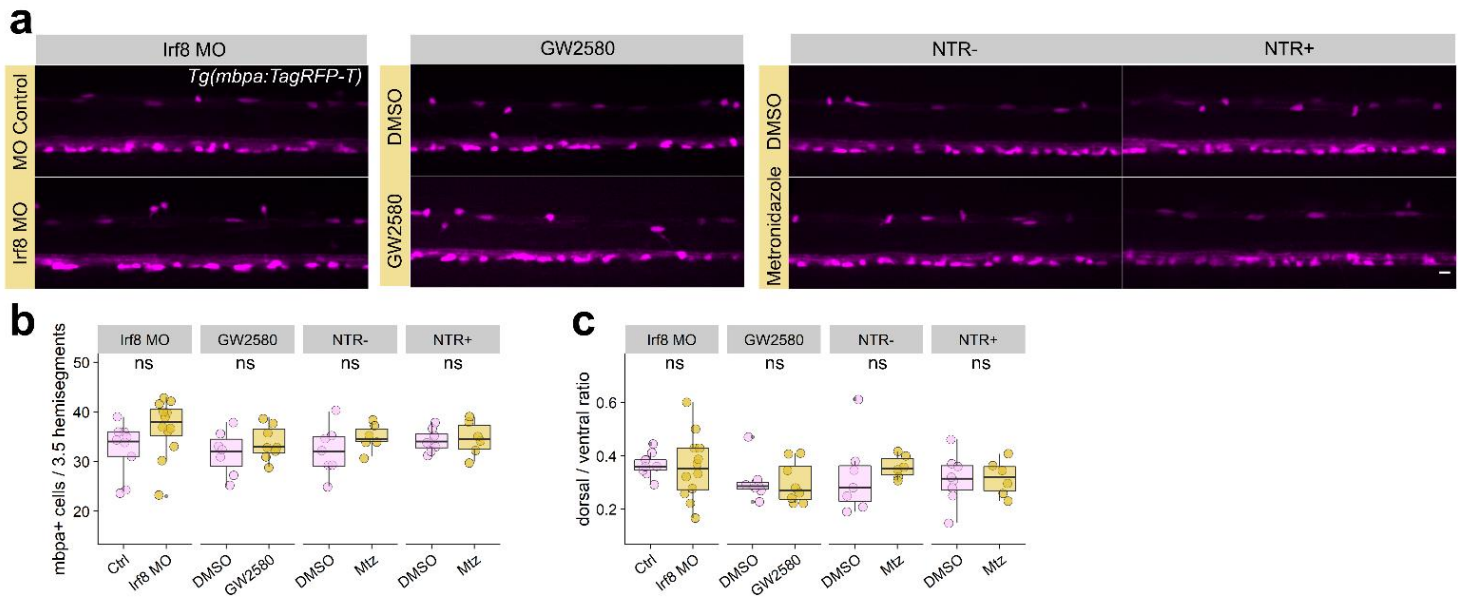 a
Irf8 MO
GW2580
NTR-
NTR+
Tg(mbpa:TagRFP-T)
MO Control
DMSO
DMSO
Irf8 MO
GW2580
Metronidazole
b
c
Irf8 MO
GW2580
NTR-
NTR+
ns
ns
ns
ns
mbpa+ cells / 3.5 hemisegments
50
40
30
20
Ctrl
Irf8 MO
DMSO
GW2580
DMSO
Mtz
DMSO
Mtz
Irf8 MO
GW2580
NTR-
NTR+
ns
ns
ns
ns
dorsal / ventral ratio
0.6
0.4
0.2
Ctrl
Irf8 MO
DMSO
GW2580
DMSO
Mtz
DMSO
Mtz